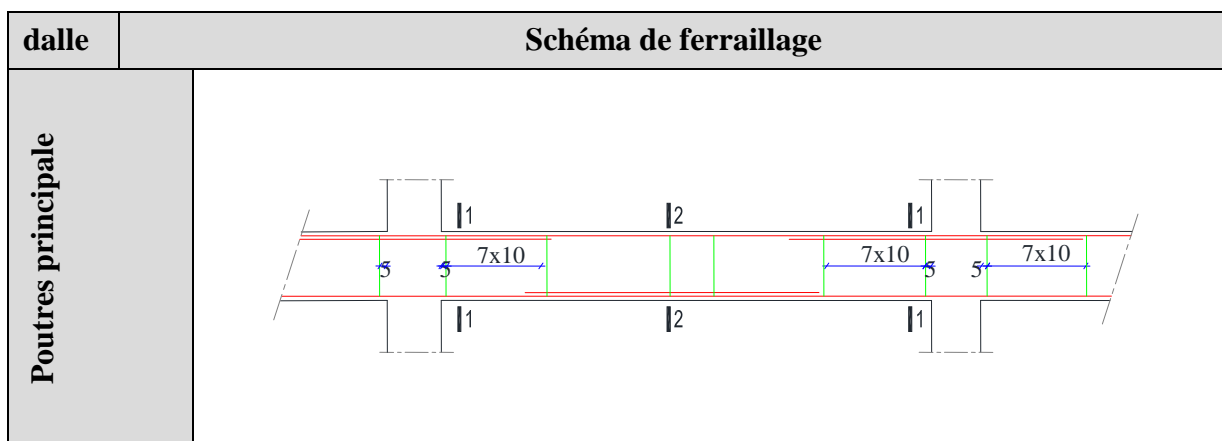 dalle
Schéma de ferraillage
Poutres principale
1 2 1
7x10 7x10 7x10
5 5 5 5
1 2 1